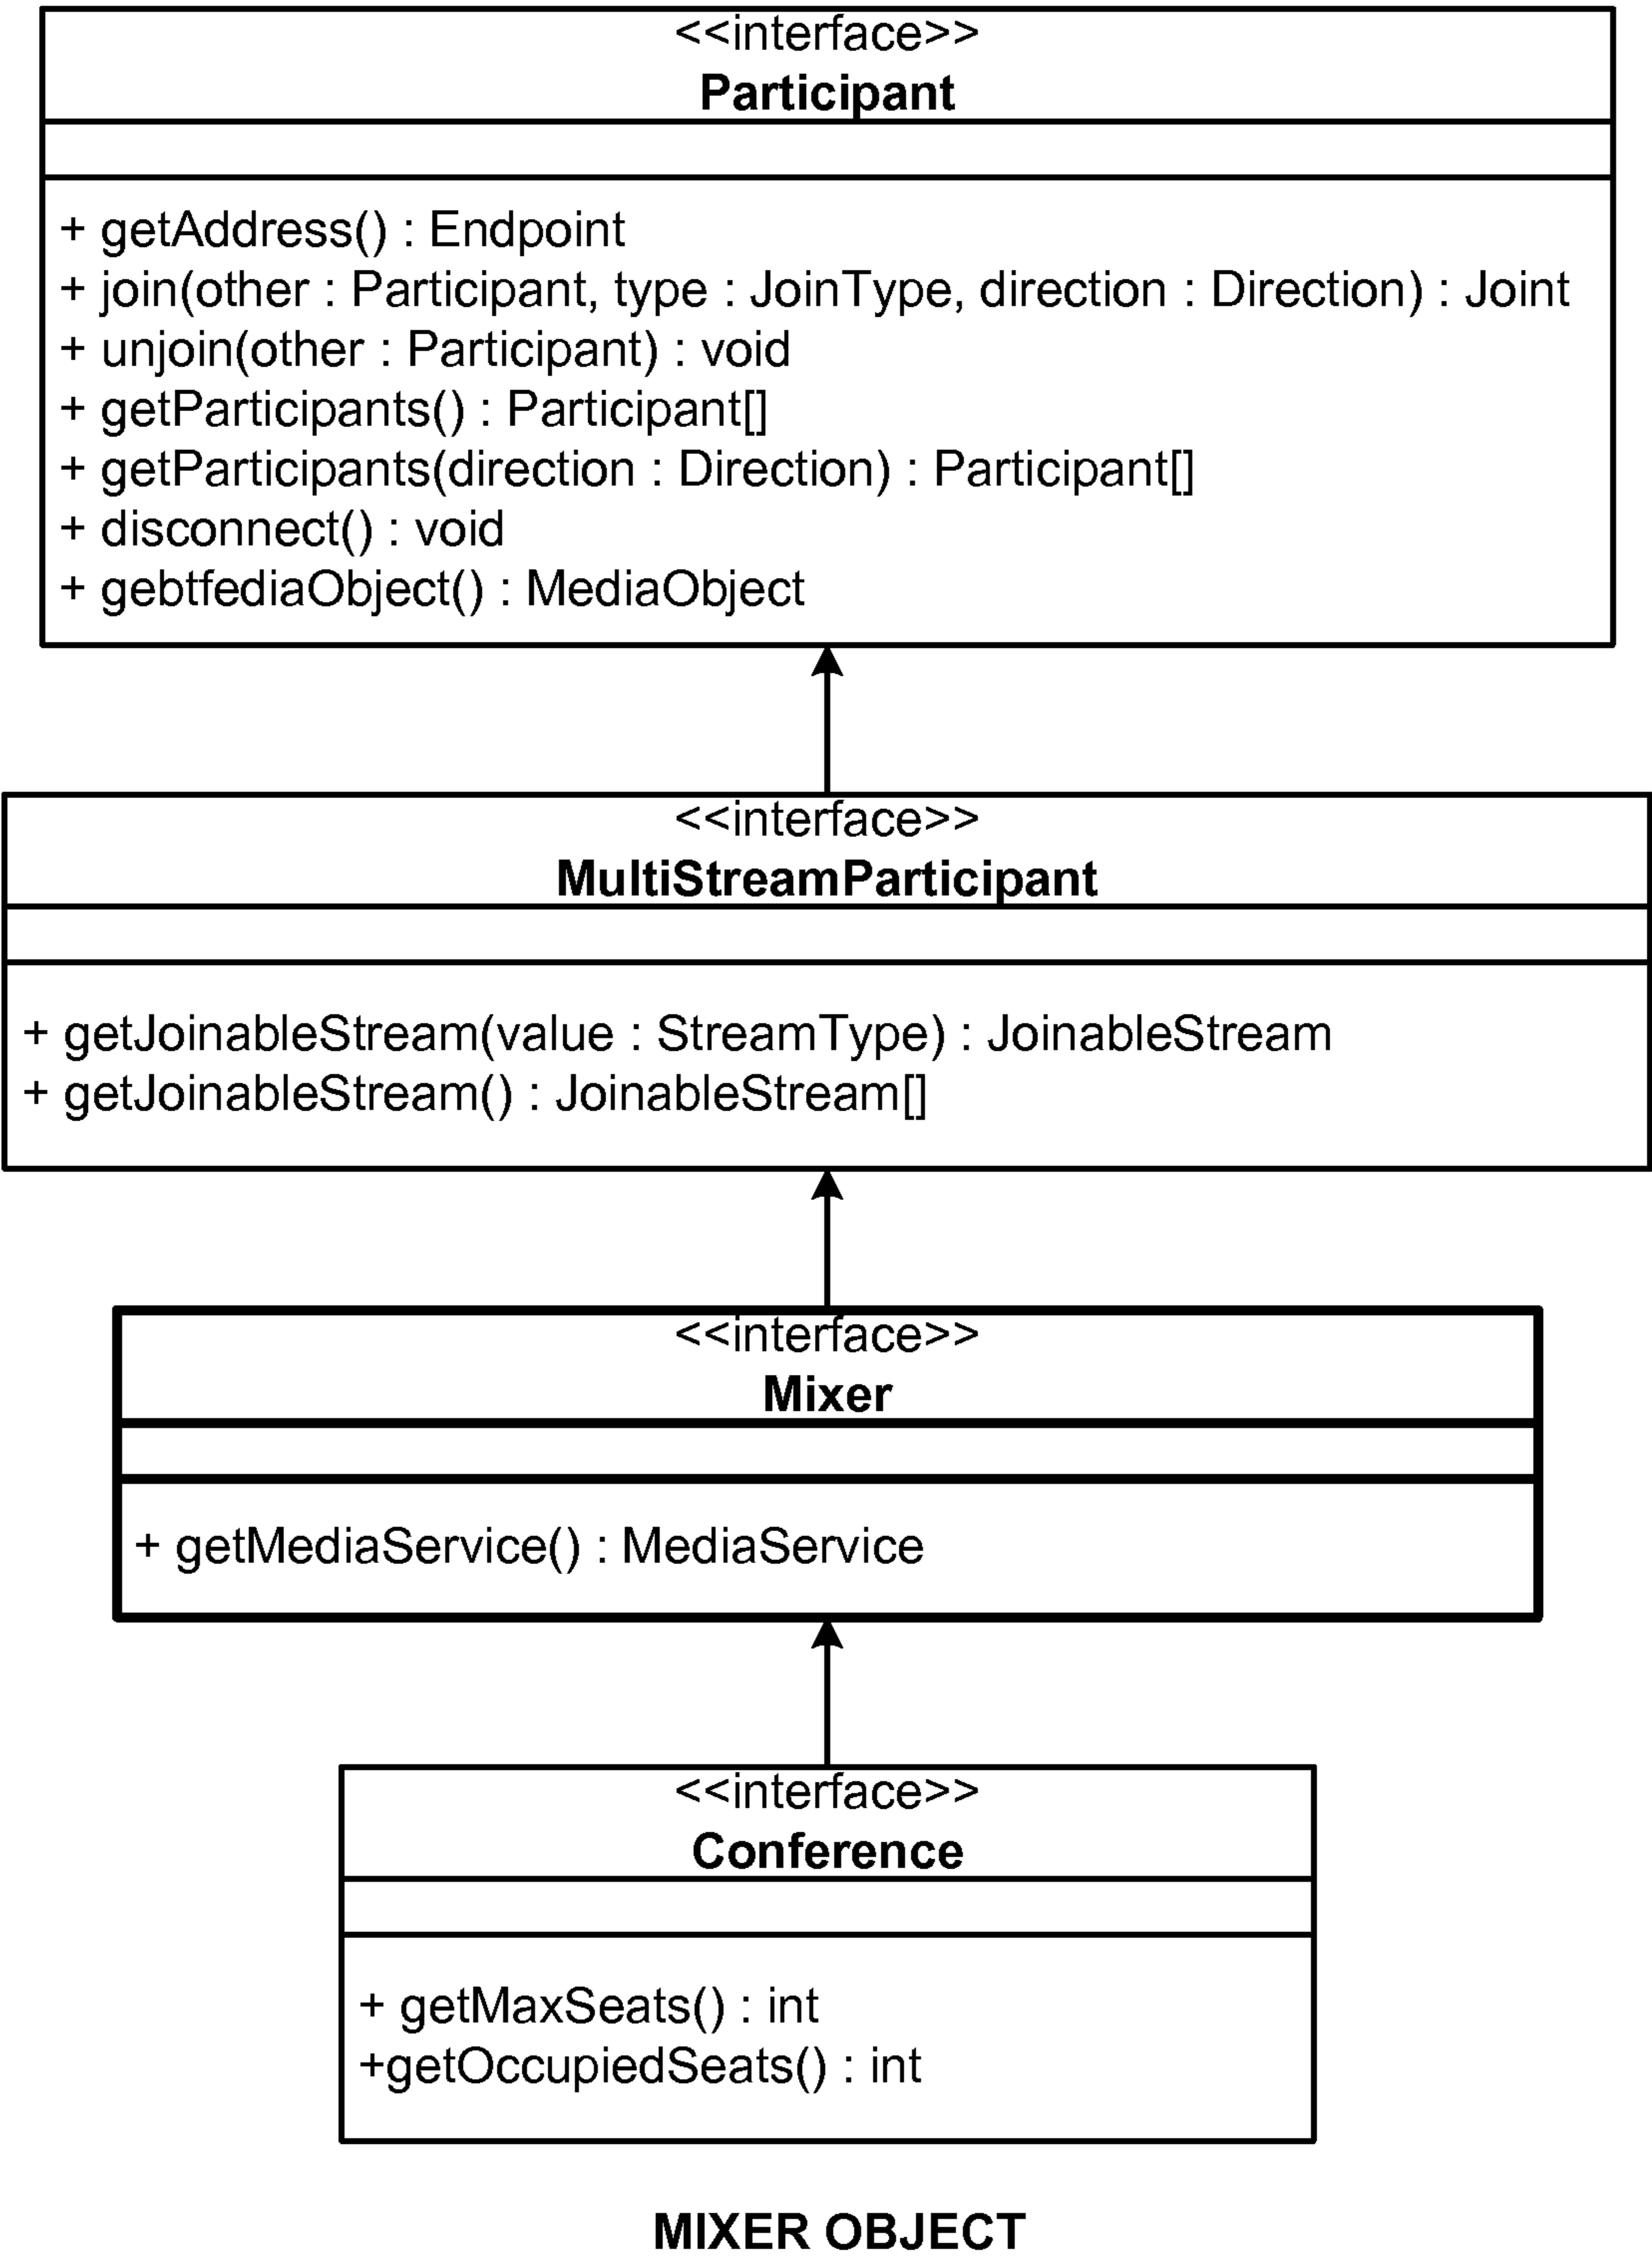 <<interface>>
Participant
+ getAddress() : Endpoint
+ join(other : Participant, type : JoinType, direction : Direction) : Joint
+ unjoin(other : Participant) : void
+ getParticipants() : Participant[]
+ getParticipants(direction : Direction) : Participant[]
+ disconnect() : void
+ gebtfediaObject() : MediaObject
<<interface>>
MultiStreamParticipant
+ getJoinableStream(value : StreamType) : JoinableStream
+ getJoinableStream() : JoinableStream[]
<<interface>>
Mixer
+ getMediaService() : MediaService
<<interface>>
Conference
+ getMaxSeats() : int
+getOccupiedSeats() : int
MIXER OBJECT